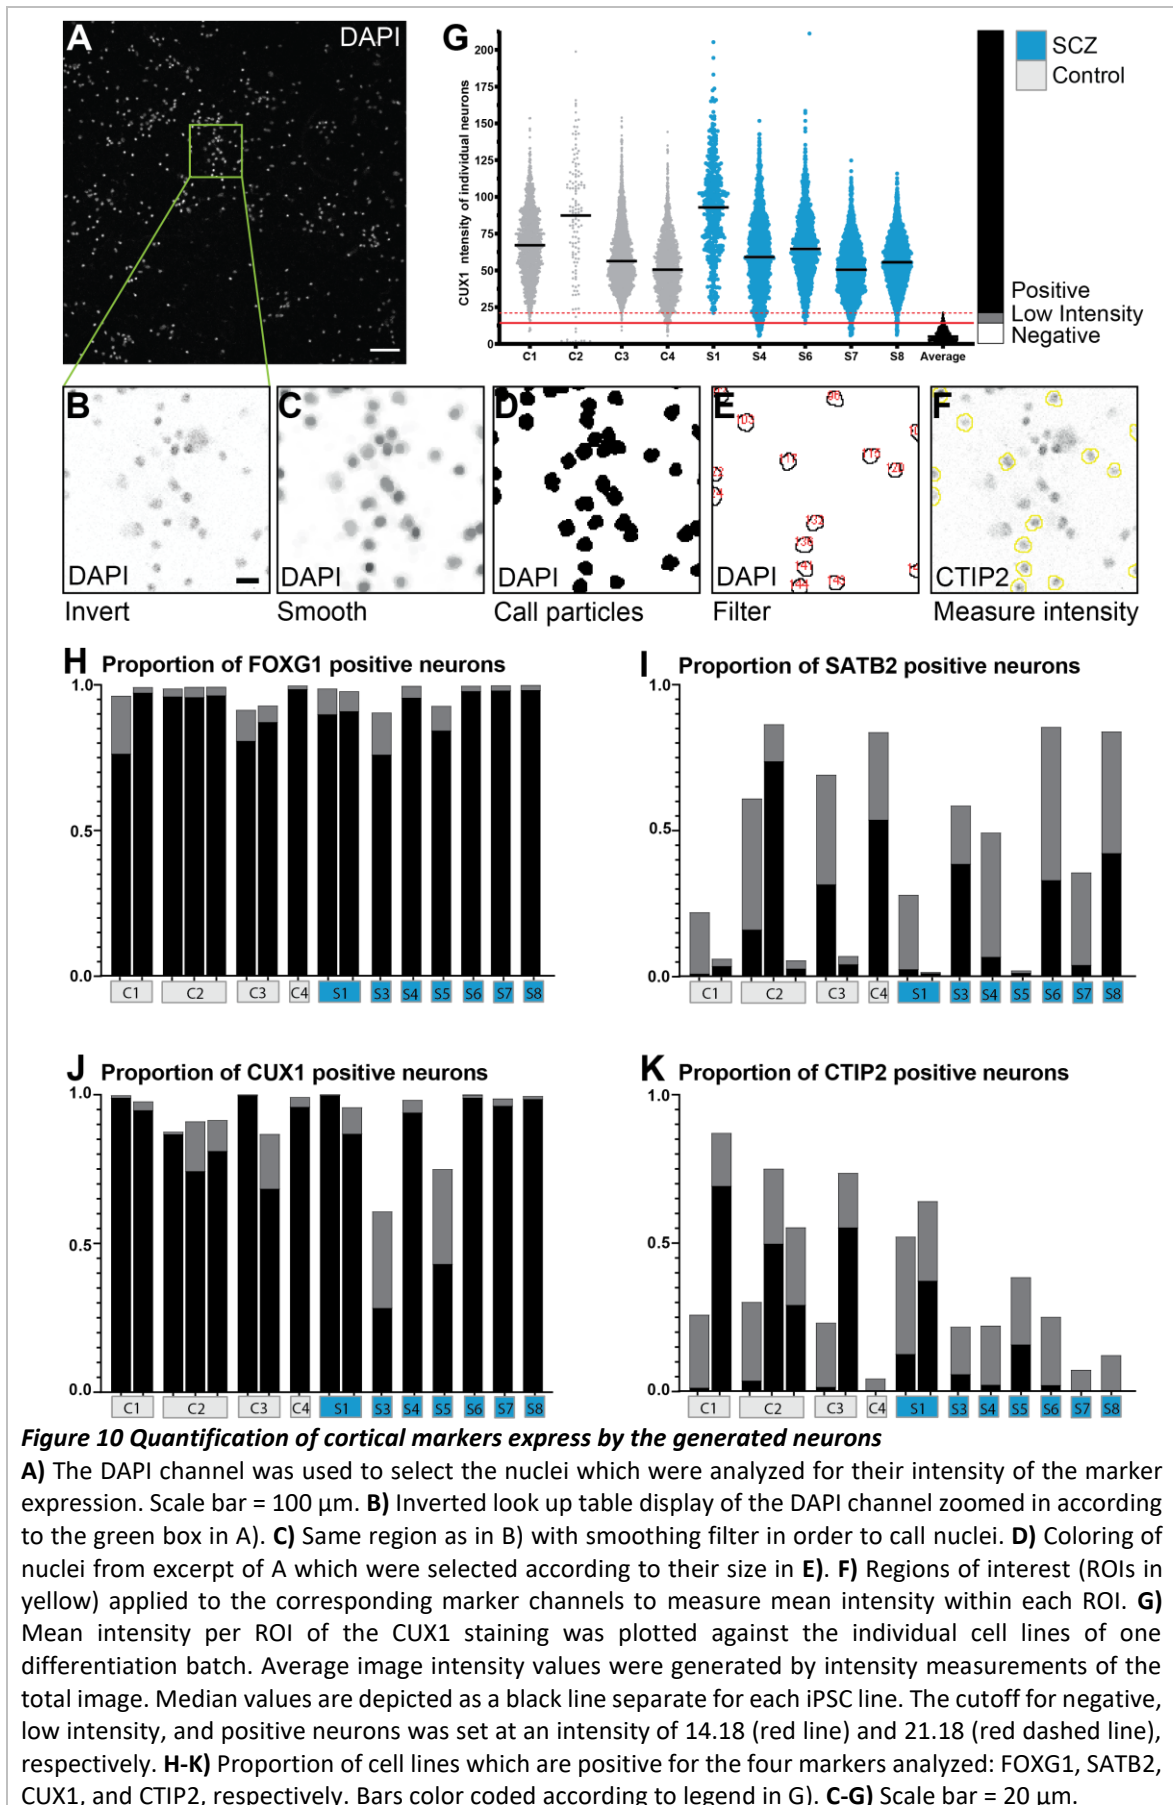 A
DAPI
G
SCZ
Control
CUX1 ntensity of individual neurons
200
175
150
125
100
75
50
25
0
C1 C2 C3 C4 S1 S4 S6 S7 S8 Average
Positive
Low Intensity
Negative
B
DAPI
Invert
C
DAPI
Smooth
D
DAPI
Call particles
E
DAPI
Filter
F
CTIP2
Measure intensity
H Proportion of FOXG1 positive neurons
1.0
0.5
0.0
C1 C2 C3 C4 S1 S3 S4 S5 S6 S7 S8
I Proportion of SATB2 positive neurons
1.0
0.5
0.0
C1 C2 C3 C4 S1 S3 S4 S5 S6 S7 S8
J Proportion of CUX1 positive neurons
1.0
0.5
0.0
C1 C2 C3 C4 S1 S3 S4 S5 S6 S7 S8
K Proportion of CTIP2 positive neurons
1.0
0.5
0.0
C1 C2 C3 C4 S1 S3 S4 S5 S6 S7 S8
Figure 10 Quantification of cortical markers express by the generated neurons
A) The DAPI channel was used to select the nuclei which were analyzed for their intensity of the marker
expression. Scale bar = 100 µm. B) Inverted look up table display of the DAPI channel zoomed in according
to the green box in A). C) Same region as in B) with smoothing filter in order to call nuclei. D) Coloring of
nuclei from excerpt of A which were selected according to their size in E). F) Regions of interest (ROIs in
yellow) applied to the corresponding marker channels to measure mean intensity within each ROI. G)
Mean intensity per ROI of the CUX1 staining was plotted against the individual cell lines of one
differentiation batch. Average image intensity values were generated by intensity measurements of the
total image. Median values are depicted as a black line separate for each iPSC line. The cutoff for negative,
low intensity, and positive neurons was set at an intensity of 14.18 (red line) and 21.18 (red dashed line),
respectively. H-K) Proportion of cell lines which are positive for the four markers analyzed: FOXG1, SATB2,
CUX1, and CTIP2, respectively. Bars color coded according to legend in G). C-G) Scale bar = 20 µm.